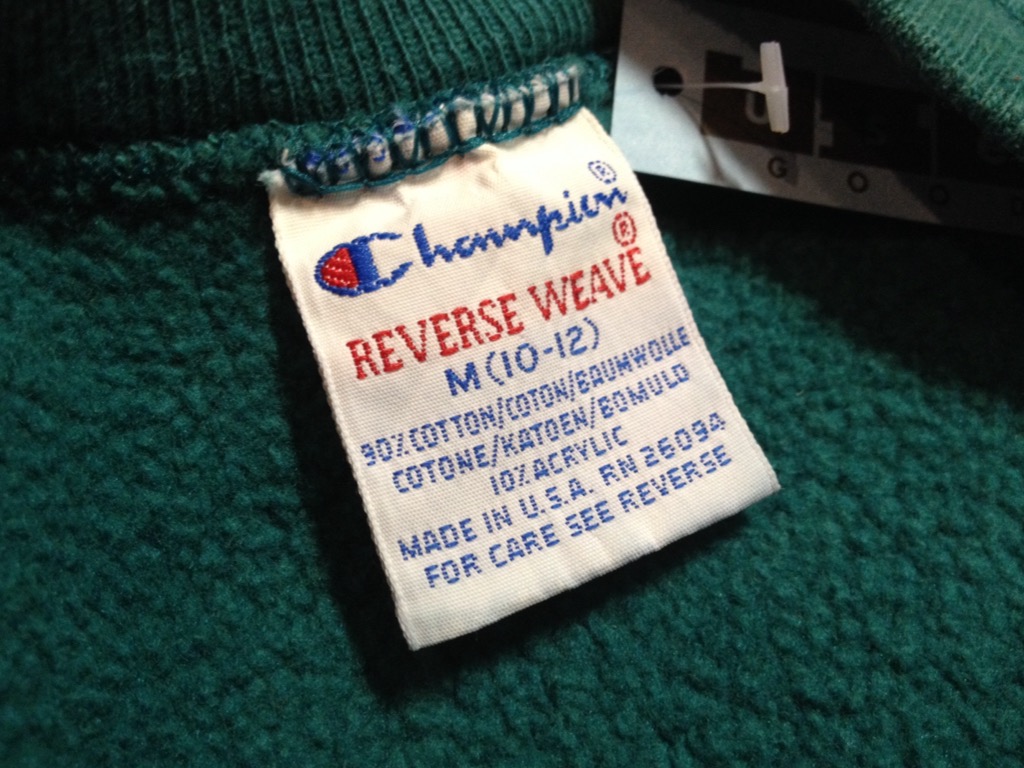 Champion®
REVERSE WEAVE®
M(10-12)
90% COTTON/COTON/BAUMWOLLE
COTONE/KATOEN/BOMULD
10% ACRYLIC
MADE IN U.S.A. RN 26094
FOR CARE SEE REVERSE